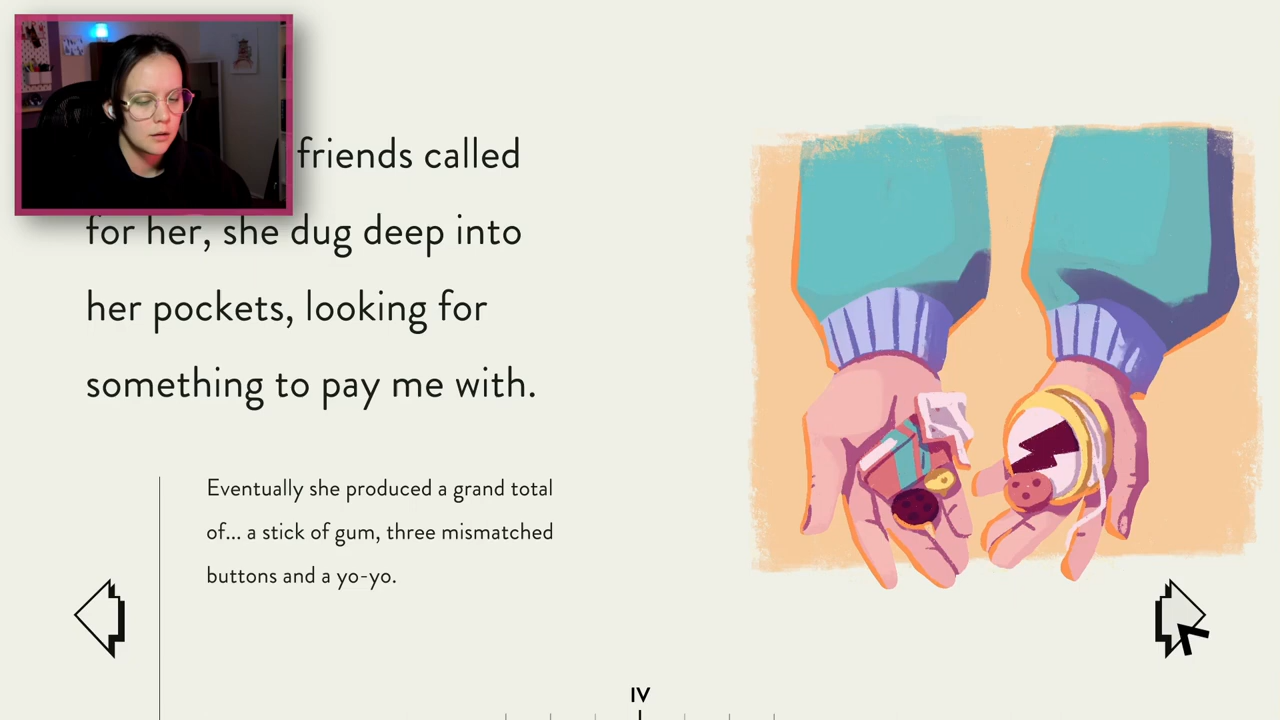 friends called
for her, she dug deep into
her pockets, looking for
something to pay me with.
Eventually she produced a grand total
of... a stick of gum, three mismatched
buttons and a yo-yo.
IV